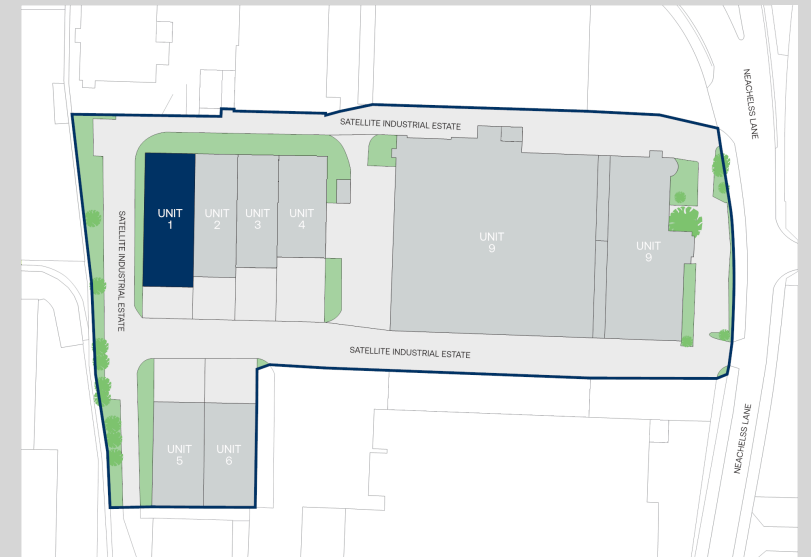 NEACHELSS LANE
SATELLITE INDUSTRIAL ESTATE
UNIT
1
UNIT
2
UNIT
3
UNIT
4
UNIT
9
UNIT
9
SATELLITE INDUSTRIAL ESTATE
SATELLITE INDUSTRIAL ESTATE
UNIT
5
UNIT
6
NEACHELSS LANE